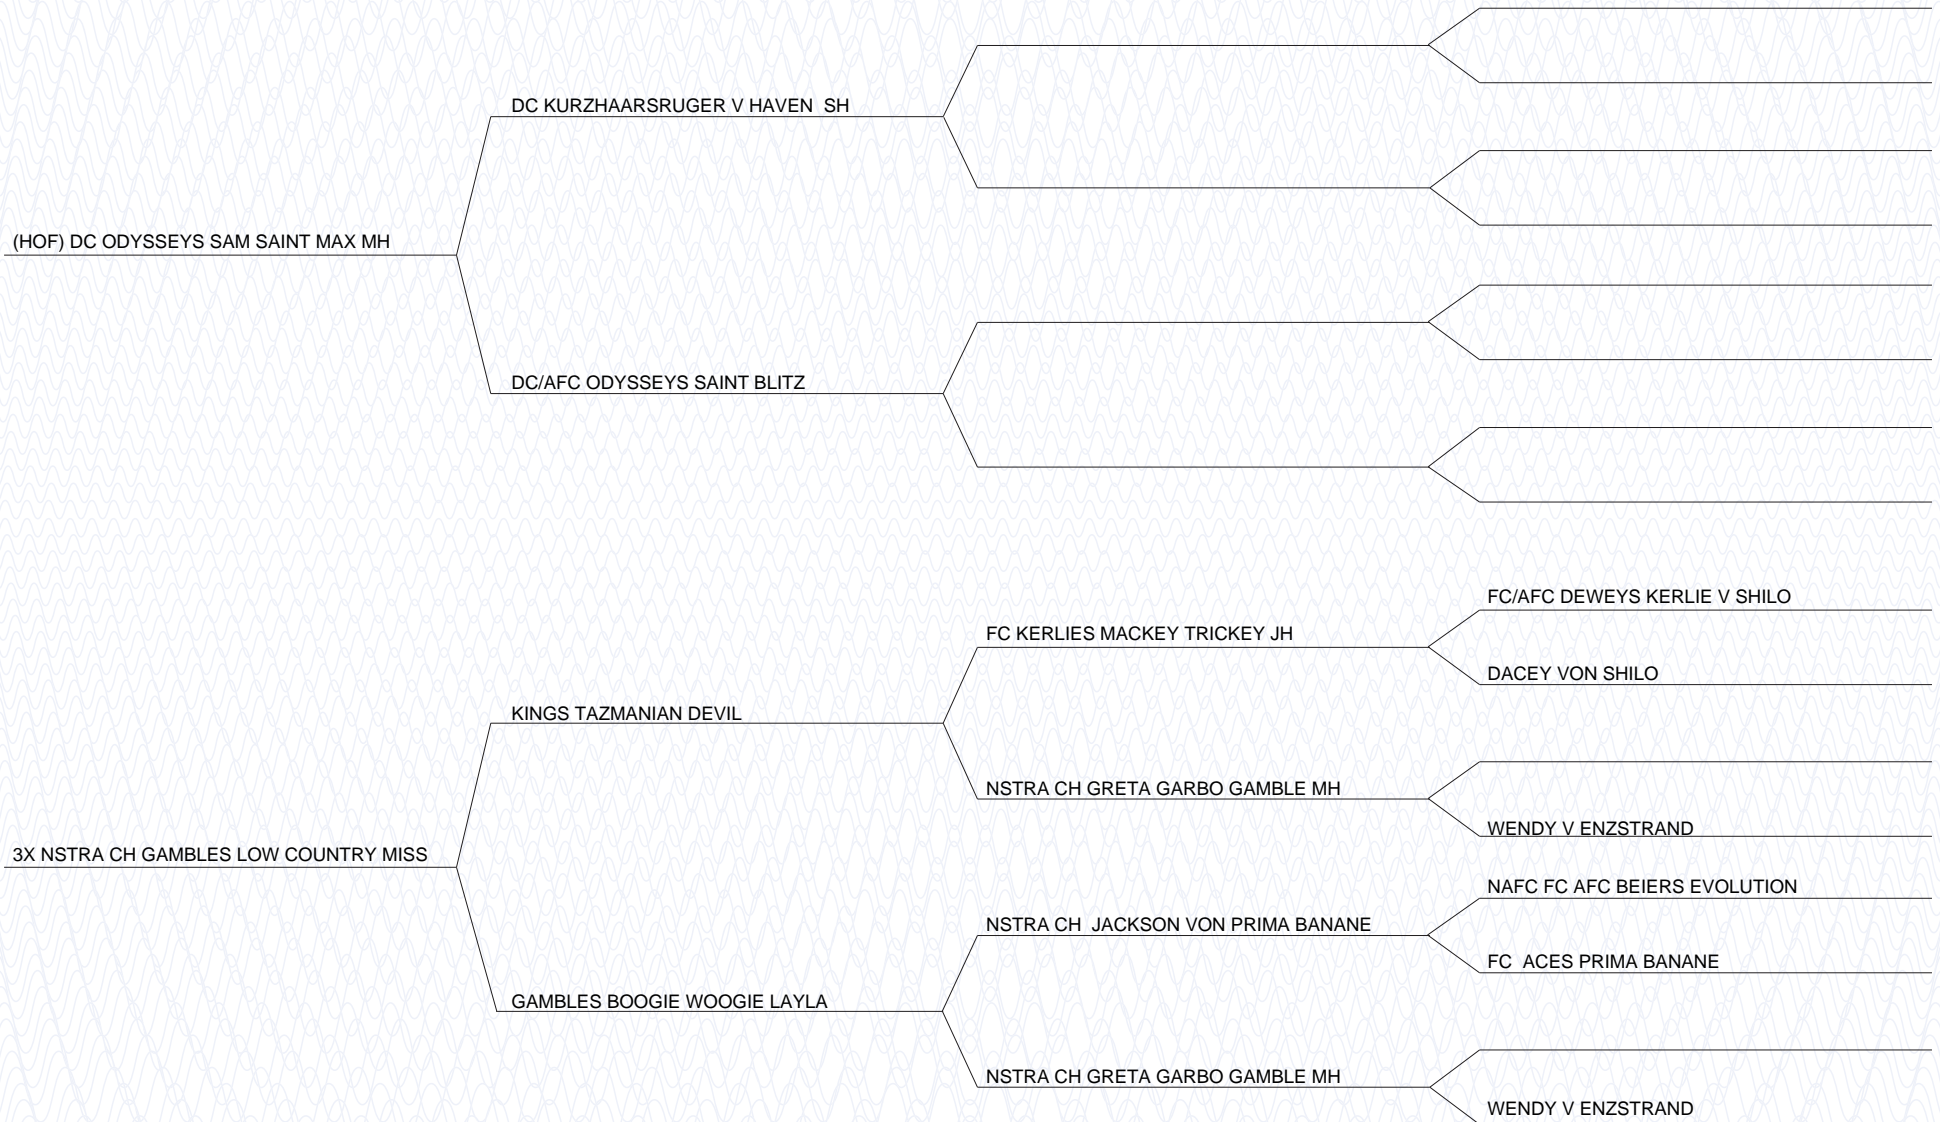 DC KURZHAARSRUGER V HAVEN  SH
(HOF) DC ODYSSEYS SAM SAINT MAX MH
DC/AFC ODYSSEYS SAINT BLITZ
FC/AFC DEWEYS KERLIE V SHILO
FC KERLIES MACKEY TRICKEY JH
DACEY VON SHILO
KINGS TAZMANIAN DEVIL
NSTRA CH GRETA GARBO GAMBLE MH
WENDY V ENZSTRAND
3X NSTRA CH GAMBLES LOW COUNTRY MISS
NAFC FC AFC BEIERS EVOLUTION
NSTRA CH  JACKSON VON PRIMA BANANE
FC  ACES PRIMA BANANE
GAMBLES BOOGIE WOOGIE LAYLA
NSTRA CH GRETA GARBO GAMBLE MH
WENDY V ENZSTRAND